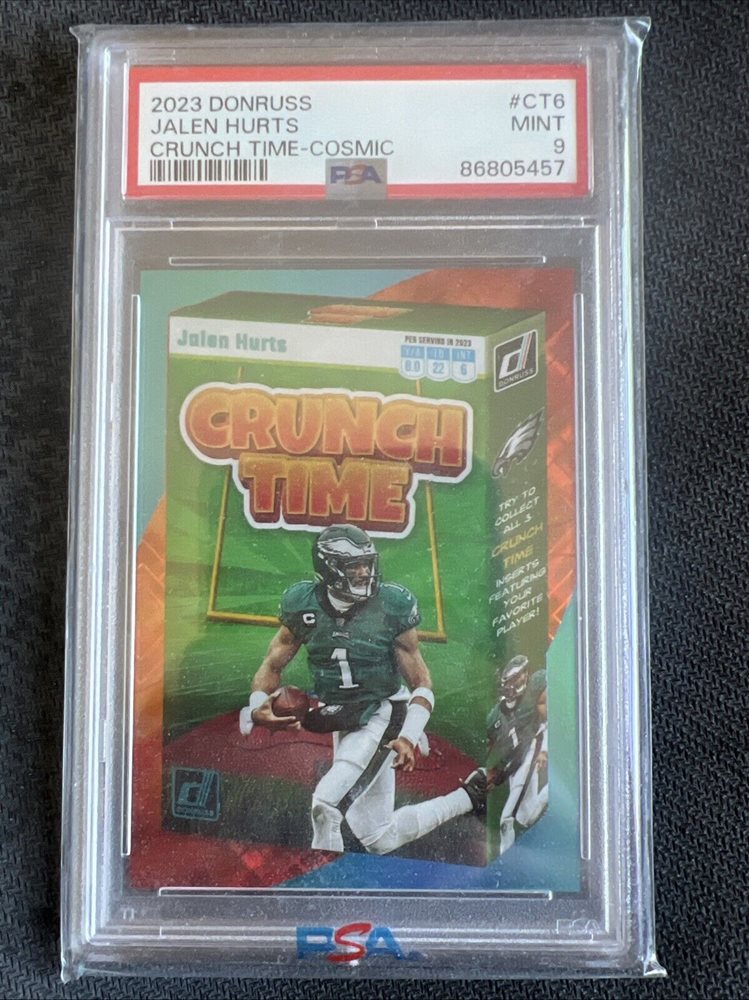 2023 DONRUSS #CT6
JALEN HURTS MINT
CRUNCH TIME-COSMIC 9
PSA 86805457
Jalen Hurts
PER SERVING IN 2023
Y/A TD INT
8.0 22 6
DONRUSS
CRUNCH
TIME
TRY TO
COLLECT
ALL 3
CRUNCH
TIME
INSERTS
FEATURING
YOUR
FAVORITE
PLAYER!
C
1
1
1
DONRUSS
PSA